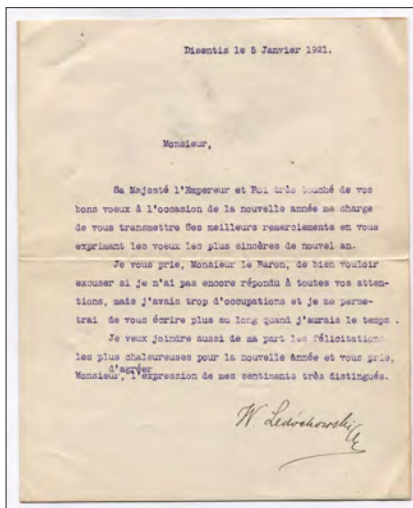 Disentis le 5 Janvier 1921.
Monsieur,
Sa Majesté l'Empereur et Roi très touché de vos
bons voeux à l'occasion de la nouvelle année me charge
de vous transmettre Ses meilleurs remerciements en vous
exprimant les voeux les plus sincères de nouvel an.
Je vous prie, Monsieur le Baron, de bien vouloir
excuser si je n'ai pas encore répondu à toutes vos atten-
tions, mais j'avais trop d'occupations et je me perme-
trai de vous écrire plus au long quand j'aurais le temps .
Je veux joindre aussi de ma part les félicitations
les plus chaleureuses pour la nouvelle année et vous prie,
d'agréer
Monsieur, l'expression de mes sentiments très distingués.
W Ledóchowski